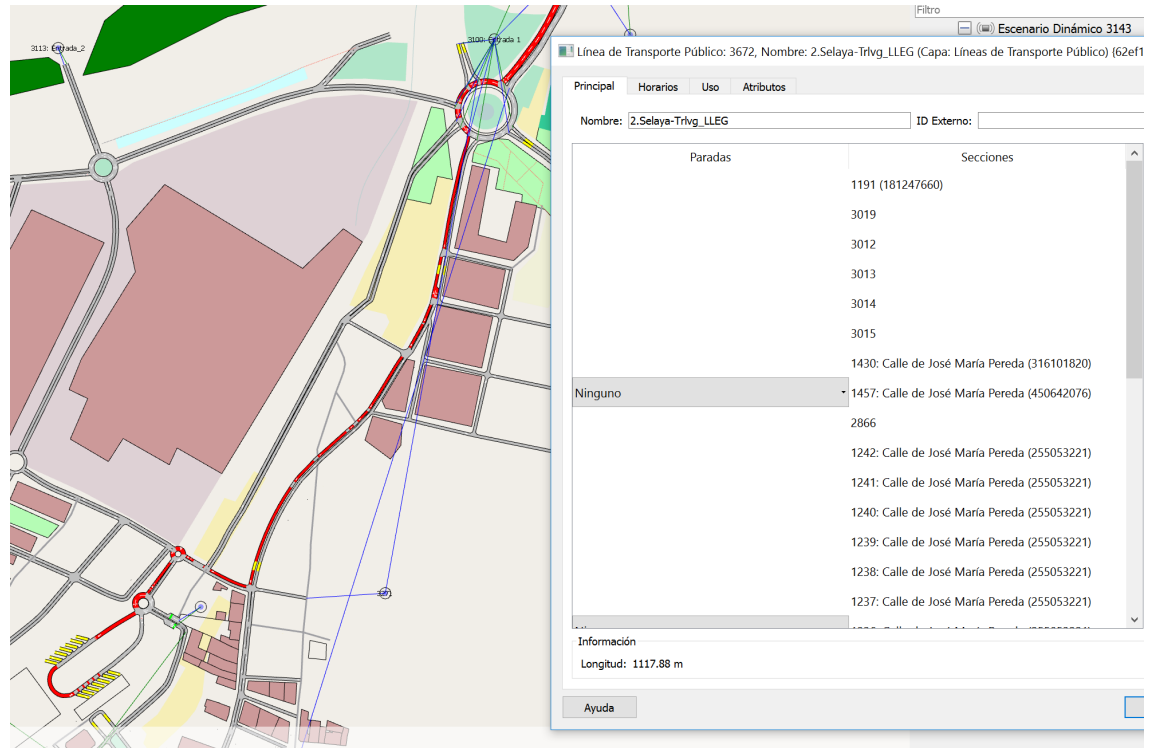 Filtro
Escenario Dinámico 3143
3113: Entrada_2
3100: Entrada 1
Línea de Transporte Público: 3672, Nombre: 2.Selaya-Trlvg_LLEG (Capa: Líneas de Transporte Público) {62ef1
Principal Horarios Uso Atributos
Nombre: 2.Selaya-Trlvg_LLEG ID Externo:
Paradas Secciones
1191 (181247660)
3019
3012
3013
3014
3015
1430: Calle de José María Pereda (316101820)
Ninguno 1457: Calle de José María Pereda (450642076)
2866
1242: Calle de José María Pereda (255053221)
1241: Calle de José María Pereda (255053221)
1240: Calle de José María Pereda (255053221)
1239: Calle de José María Pereda (255053221)
1238: Calle de José María Pereda (255053221)
1237: Calle de José María Pereda (255053221)
Información
Longitud: 1117.88 m
Ayuda